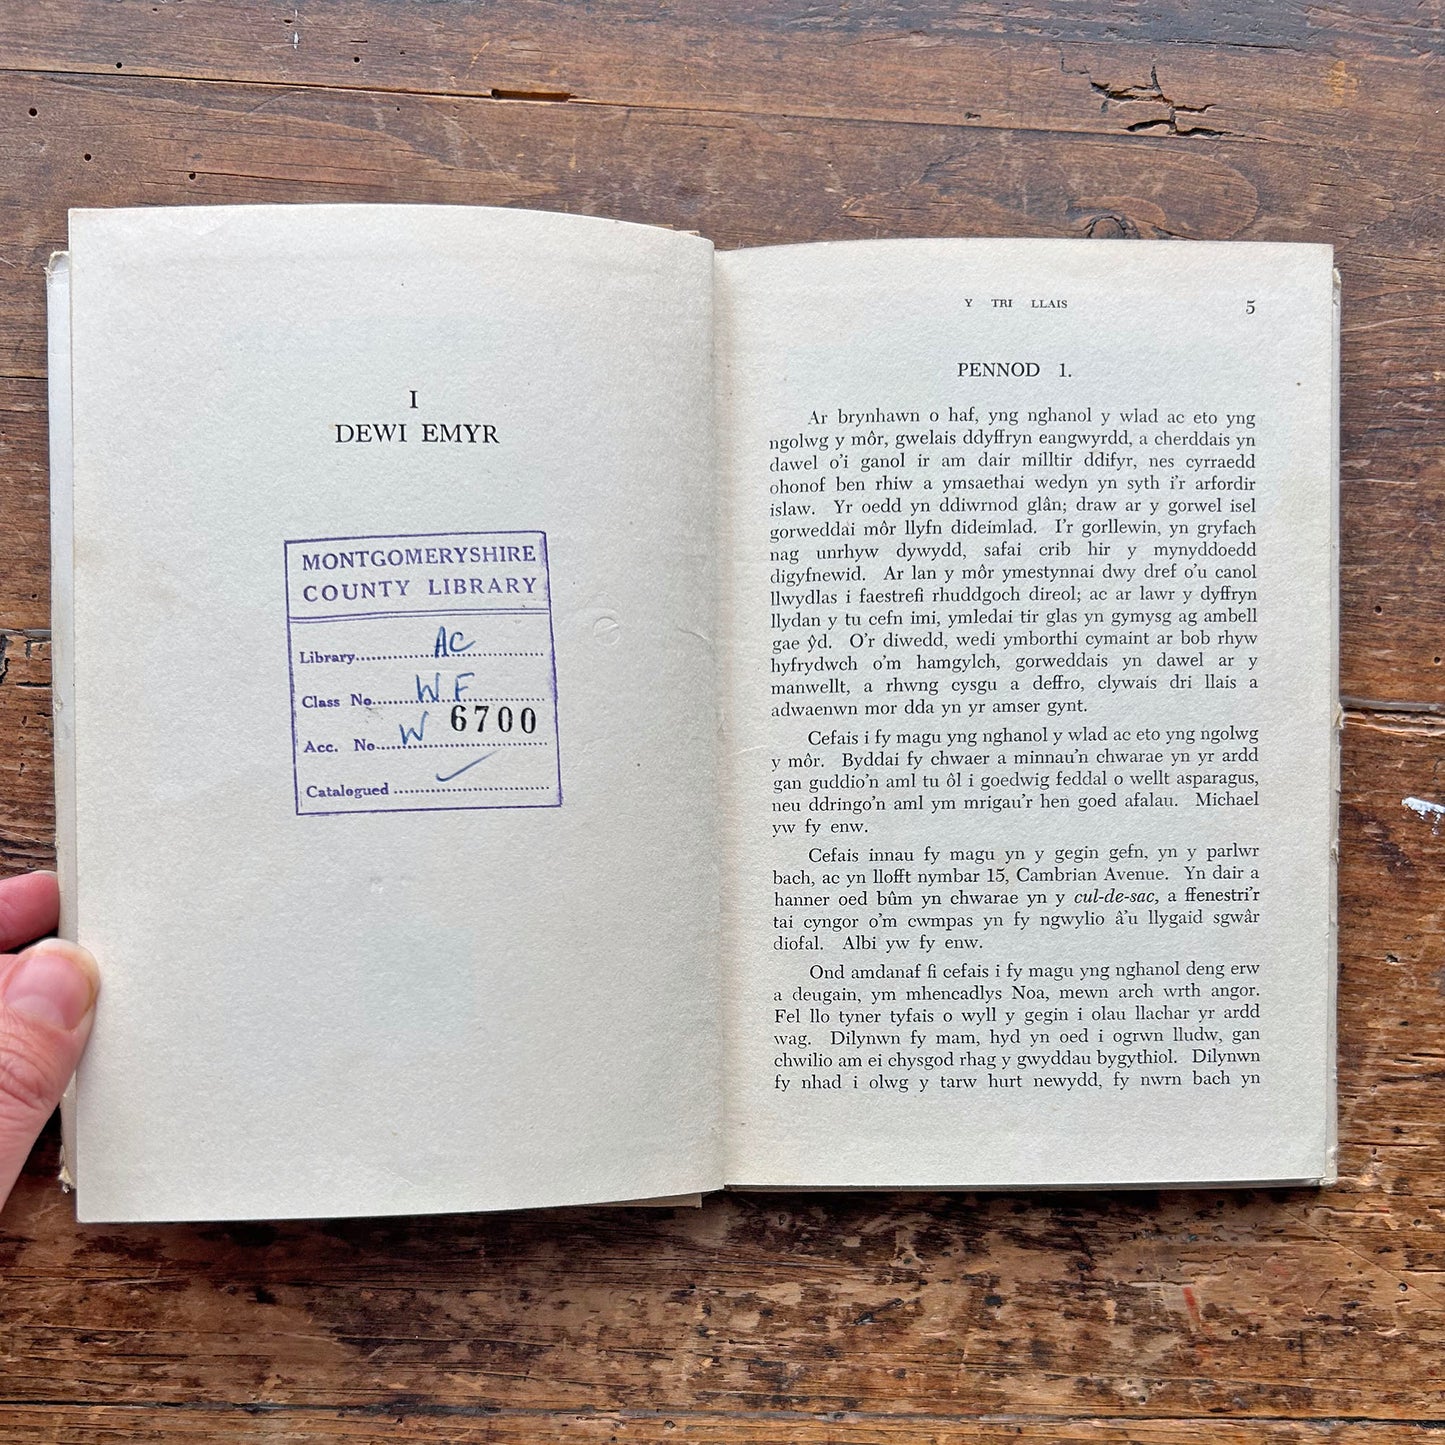 I
DEWI EMYR
MONTGOMERYSHIRE
COUNTY LIBRARY
Library AC
Class No. W F
Acc. No. W 6700
Catalogued ✓
Y TRI LLAIS 5
PENNOD 1.
Ar brynhawn o haf, yng nghanol y wlad ac eto yng
ngolwg y môr, gwelais ddyffryn eangwyrdd, a cherddais yn
dawel o'i ganol ir am dair milltir ddifyr, nes cyrraedd
ohonof ben rhiw a ymsaethai wedyn yn syth i'r arfordir
islaw. Yr oedd yn ddiwrnod glân; draw ar y gorwel isel
gorweddai môr llyfn dideimlad. I'r gorllewin, yn gryfach
nag unrhyw dywydd, safai crib hir y mynyddoedd
digyfnewid. Ar lan y môr ymestynnai dwy dref o'u canol
llwydlas i faestrefi rhuddgoch direol; ac ar lawr y dyffryn
llydan y tu cefn imi, ymledai tir glas yn gymysg ag ambell
gae ŷd. O'r diwedd, wedi ymborthi cymaint ar bob rhyw
hyfrydwch o'm hamgylch, gorweddais yn dawel ar y
manwellt, a rhwng cysgu a deffro, clywais dri llais a
adwaenwn mor dda yn yr amser gynt.
Cefais i fy magu yng nghanol y wlad ac eto yng ngolwg
y môr. Byddai fy chwaer a minnau'n chwarae yn yr ardd
gan guddio'n aml tu ôl i goedwig feddal o wellt asparagus,
neu ddringo'n aml ym mrigau'r hen goed afalau. Michael
yw fy enw.
Cefais innau fy magu yn y gegin gefn, yn y parlwr
bach, ac yn llofft nymbar 15, Cambrian Avenue. Yn dair a
hanner oed bûm yn chwarae yn y cul-de-sac, a ffenestri'r
tai cyngor o'm cwmpas yn fy ngwylio â'u llygaid sgwâr
diofal. Albi yw fy enw.
Ond amdanaf fi cefais i fy magu yng nghanol deng erw
a deugain, ym mhencadlys Noa, mewn arch wrth angor.
Fel llo tyner tyfais o wyll y gegin i olau llachar yr ardd
wag. Dilynwn fy mam, hyd yn oed i ogrwn lludw, gan
chwilio am ei chysgod rhag y gwyddau bygythiol. Dilynwn
fy nhad i olwg y tarw hurt newydd, fy nwrn bach yn